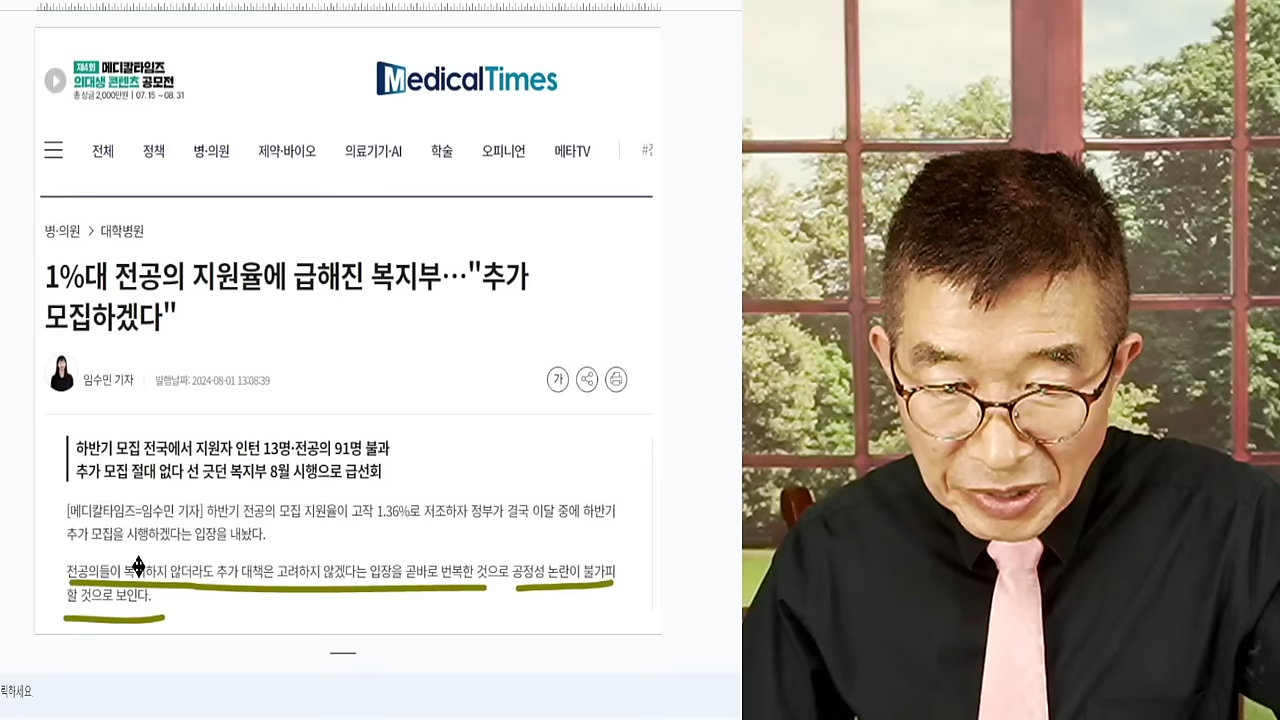 제4회 메디칼타임즈
의대생 콘텐츠 공모전
총 상금 2,000만원 | 07.15 ~ 08.31
MedicalTimes
전체 정책 병·의원 제약·바이오 의료기기·AI 학술 오피니언 메타TV
병·의원 > 대학병원
1%대 전공의 지원율에 급해진 복지부…"추가
모집하겠다"
임수민 기자 발행날짜: 2024-08-01 13:08:39
가
하반기 모집 전국에서 지원자 인턴 13명·전공의 91명 불과
추가 모집 절대 없다 선 긋던 복지부 8월 시행으로 급선회
[메디칼타임즈=임수민 기자] 하반기 전공의 모집 지원율이 고작 1.36%로 저조하자 정부가 결국 이달 중에 하반기
추가 모집을 시행하겠다는 입장을 내놨다.
전공의들이 하지 않더라도 추가 대책은 고려하지 않겠다는 입장을 곧바로 번복한 것으로 공정성 논란이 불가피
할 것으로 보인다.
릭하세요.